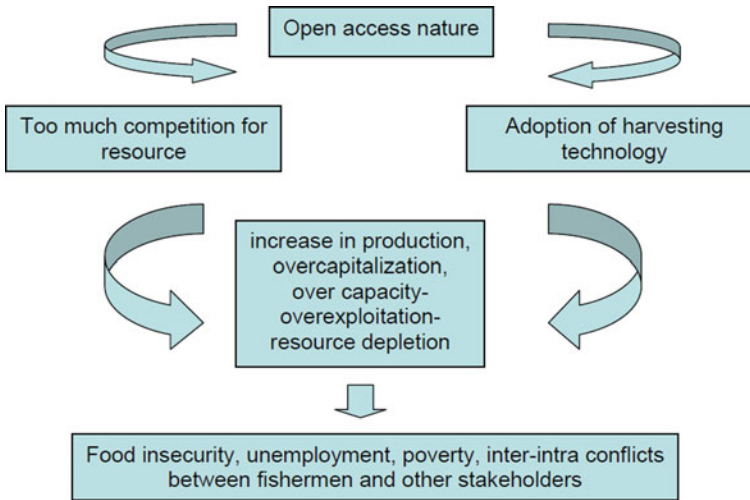 Open access nature
Too much competition for
resource
Adoption of harvesting
technology
increase in production,
overcapitalization,
over capacity-
overexploitation-
resource depletion
Food insecurity, unemployment, poverty, inter-intra conflicts
between fishermen and other stakeholders